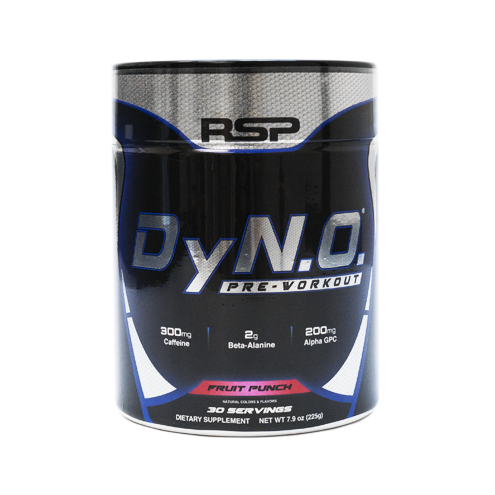 RSP
DyN.O.
PRE-WORKOUT
300mg 2g 200mg
Caffeine Beta-Alanine Alpha GPC
FRUIT PUNCH
NATURAL COLORS & FLAVORS
30 SERVINGS
DIETARY SUPPLEMENT NET WT 7.9 oz (225g)